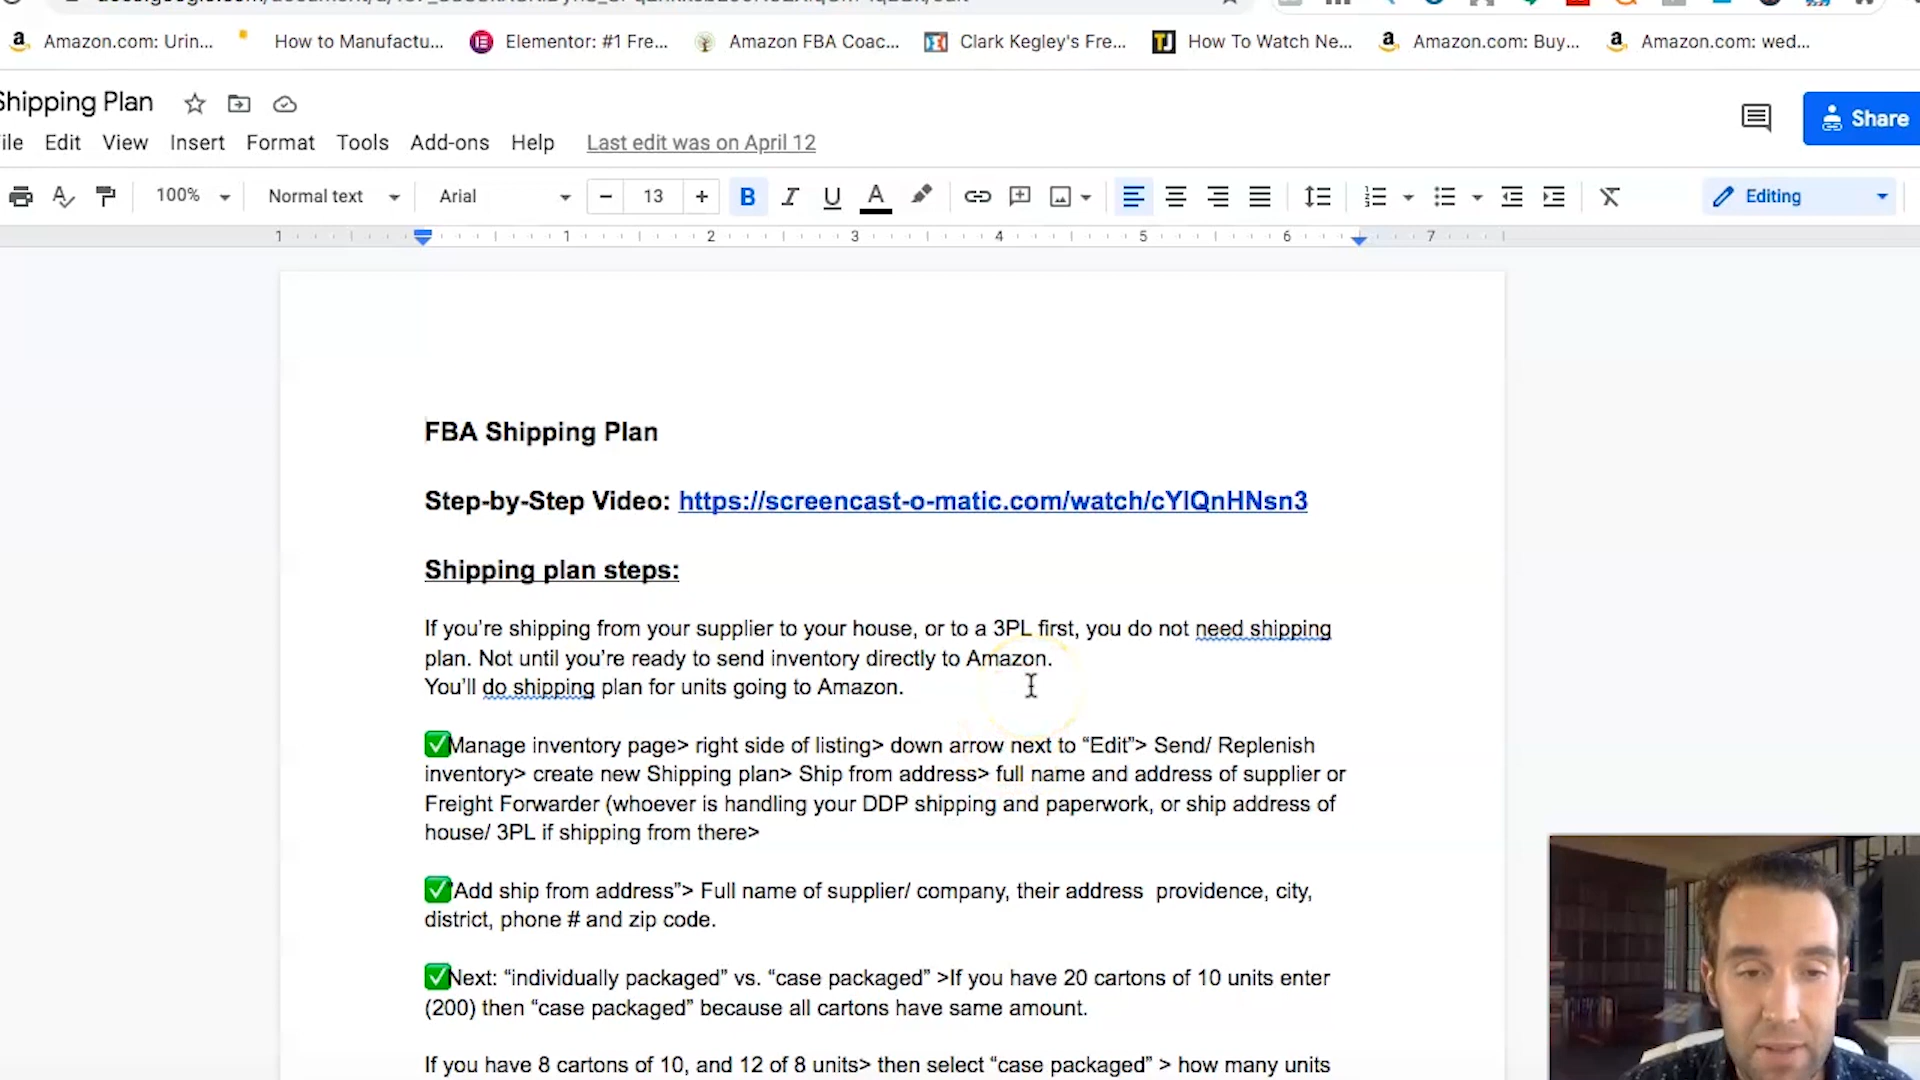 Amazon.com: Urin... How to Manufactu... Elementor: #1 Fre... Amazon FBA Coac... Clark Kegley's Fre... How To Watch Ne... Amazon.com: Buy... Amazon.com: wed...
Shipping Plan
Share
File Edit View Insert Format Tools Add-ons Help Last edit was on April 12
100% Normal text Arial 13 B I U A Editing
1 1 2 3 4 5 6 7
FBA Shipping Plan
Step-by-Step Video: https://screencast-o-matic.com/watch/cYlQnHNsn3
Shipping plan steps:
If you’re shipping from your supplier to your house, or to a 3PL first, you do not need shipping
plan. Not until you’re ready to send inventory directly to Amazon.
You’ll do shipping plan for units going to Amazon.
✅Manage inventory page> right side of listing> down arrow next to “Edit”> Send/ Replenish
inventory> create new Shipping plan> Ship from address> full name and address of supplier or
Freight Forwarder (whoever is handling your DDP shipping and paperwork, or ship address of
house/ 3PL if shipping from there>
✅“Add ship from address”> Full name of supplier/ company, their address  providence, city,
district, phone # and zip code.
✅Next: “individually packaged” vs. “case packaged” >If you have 20 cartons of 10 units enter
(200) then “case packaged” because all cartons have same amount.
If you have 8 cartons of 10, and 12 of 8 units> then select “case packaged” > how many units